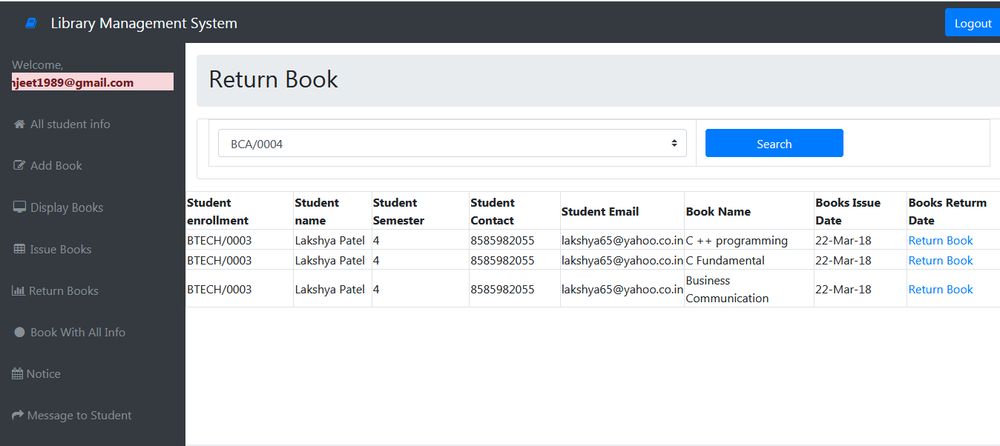 Library Management System
Logout
Welcome,
njeet1989@gmail.com
All student info
Add Book
Display Books
Issue Books
Return Books
Book With All Info
Notice
Message to Student
Return Book
BCA/0004
Search
Student enrollment Student name Student Semester Student Contact Student Email Book Name Books Issue Date Books Returm Date
BTECH/0003 Lakshya Patel 4 8585982055 lakshya65@yahoo.co.in C ++ programming 22-Mar-18 Return Book
BTECH/0003 Lakshya Patel 4 8585982055 lakshya65@yahoo.co.in C Fundamental 22-Mar-18 Return Book
BTECH/0003 Lakshya Patel 4 8585982055 lakshya65@yahoo.co.in Business Communication 22-Mar-18 Return Book